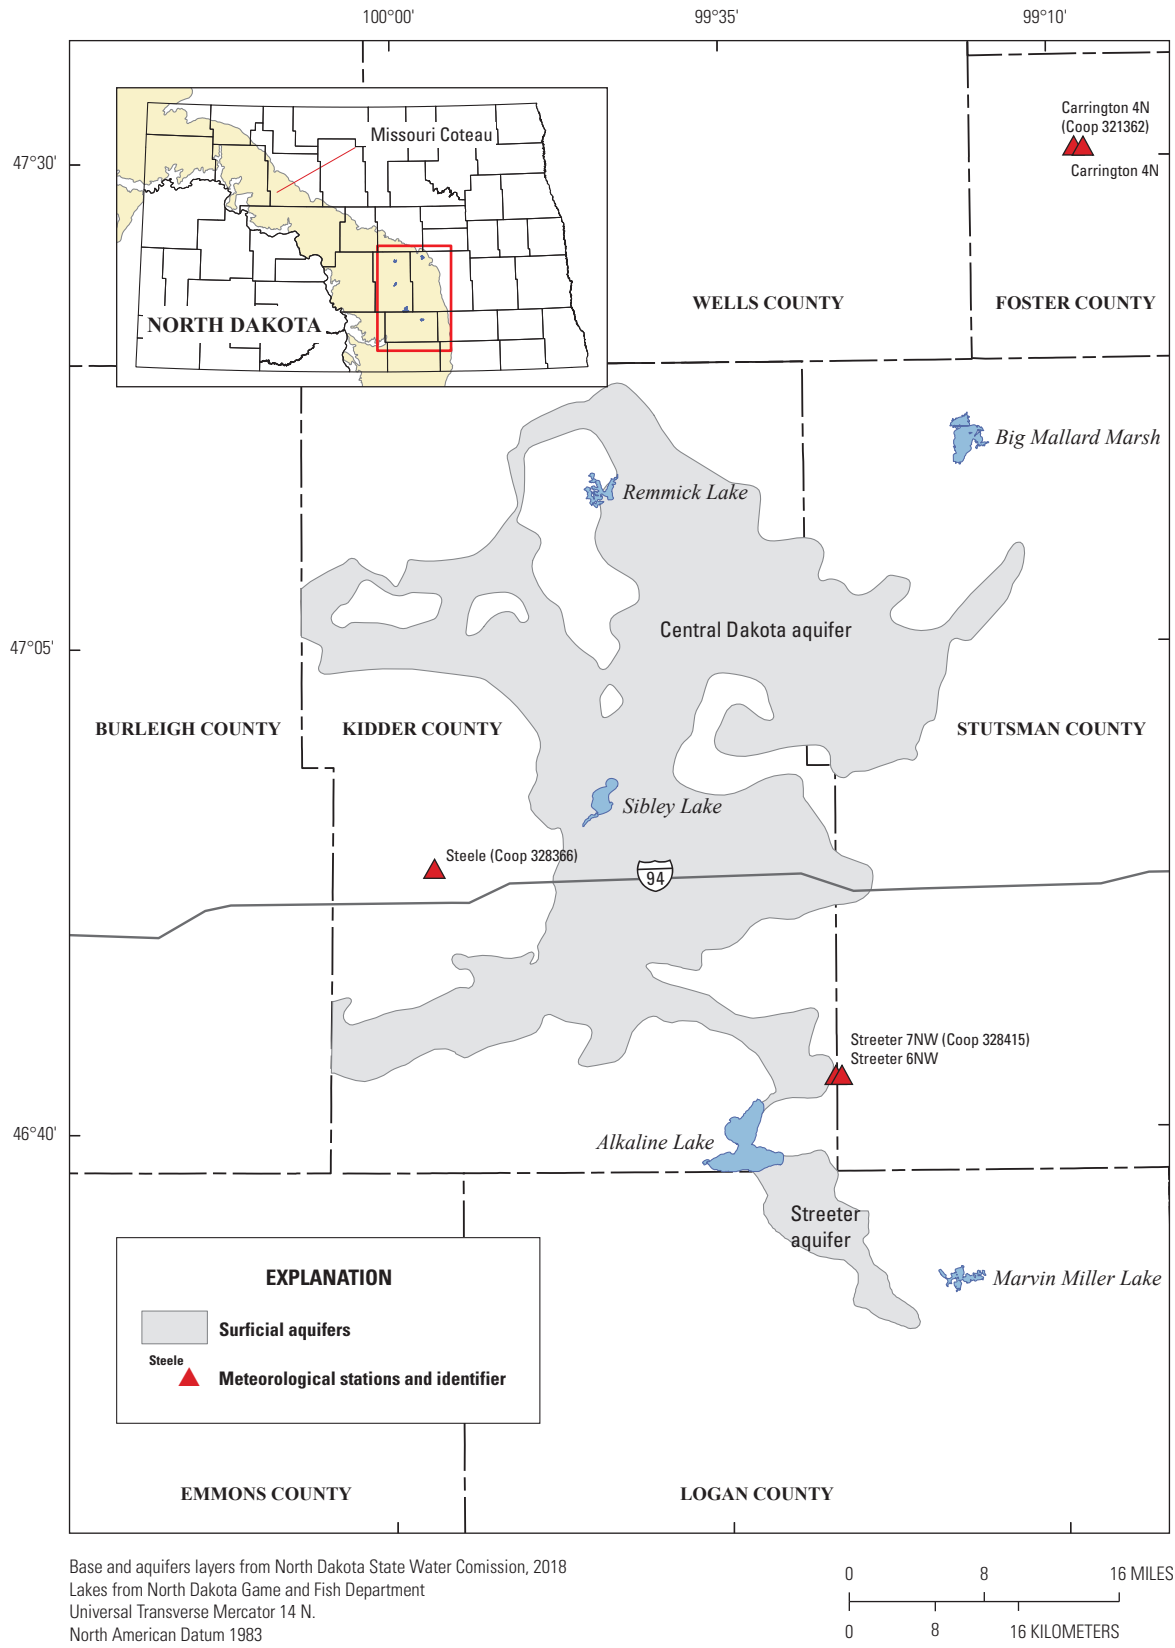 100°00'
99°35'
99°10'
Carrington 4N
(Coop 321362)
Carrington 4N
Missouri Coteau
47°30'
NORTH DAKOTA
WELLS COUNTY
FOSTER COUNTY
Big Mallard Marsh
Remmick Lake
Central Dakota aquifer
47°05'
BURLEIGH COUNTY
KIDDER COUNTY
STUTSMAN COUNTY
Sibley Lake
Steele (Coop 328366)
94
Streeter 7NW (Coop 328415)
Streeter 6NW
46°40'
Alkaline Lake
Streeter
aquifer
Marvin Miller Lake
EXPLANATION
Surficial aquifers
Steele
Meteorological stations and identifier
EMMONS COUNTY
LOGAN COUNTY
Base and aquifers layers from North Dakota State Water Comission, 2018
Lakes from North Dakota Game and Fish Department
Universal Transverse Mercator 14 N.
North American Datum 1983
0 8 16 MILES
0 8 16 KILOMETERS